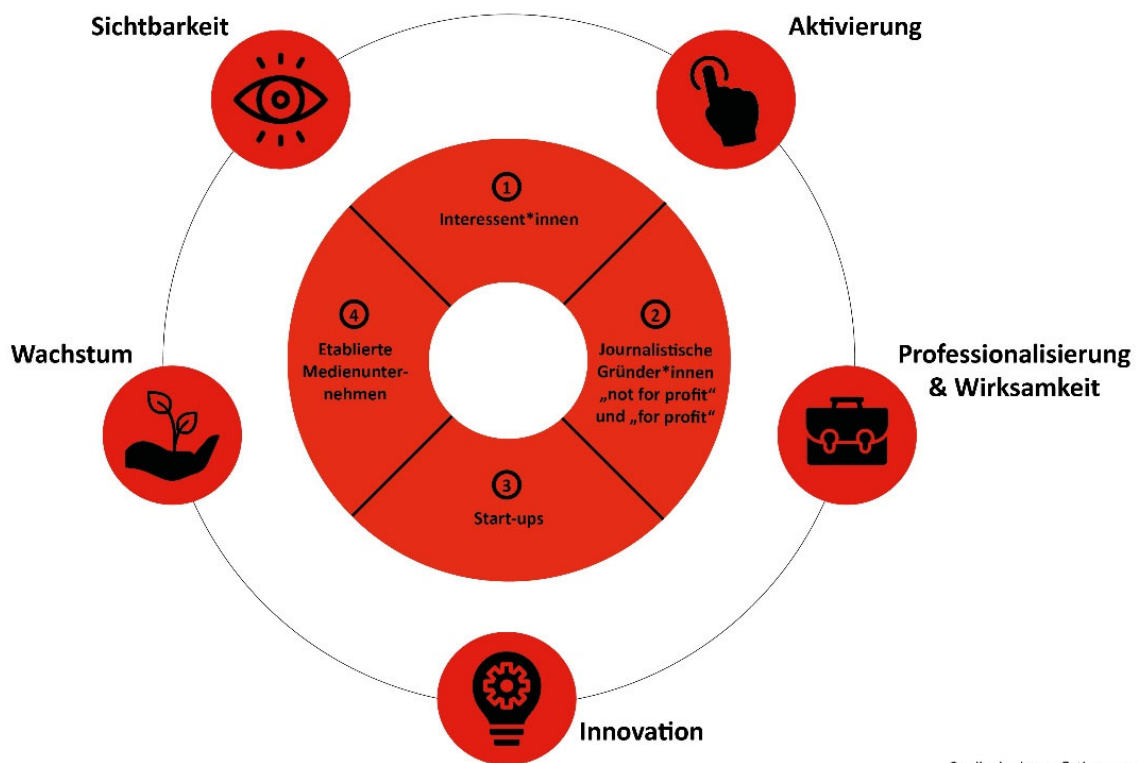 Sichtbarkeit
Aktivierung
1
Interessent*innen
4
Etablierte
Medienunter-
nehmen
2
Journalistische
Gründer*innen
„not for profit“
und „for profit“
Wachstum
Professionalisierung
& Wirksamkeit
3
Start-ups
Innovation